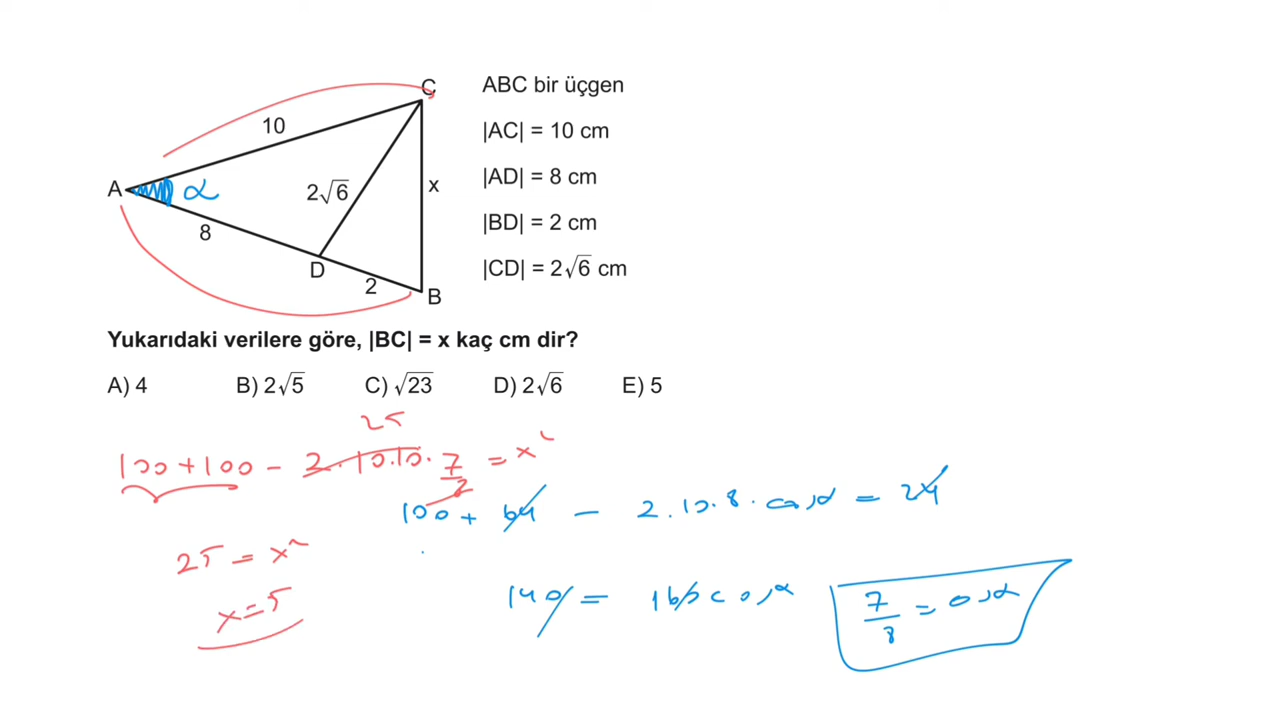 C
ABC bir üçgen
10
|AC| = 10 cm
A
α
2√6
x
|AD| = 8 cm
8
|BD| = 2 cm
D
2
B
|CD| = 2√6 cm
Yukarıdaki verilere göre, |BC| = x kaç cm dir?
A) 4 B) 2√5 C) √23 D) 2√6 E) 5
25
100 + 100 - 2 . 10.10 . 7/8 = x²
100 + 64 - 2.10.8 . cosα = 24
25 = x²
x = 5
140 = 160 cosα
7/8 = cosα